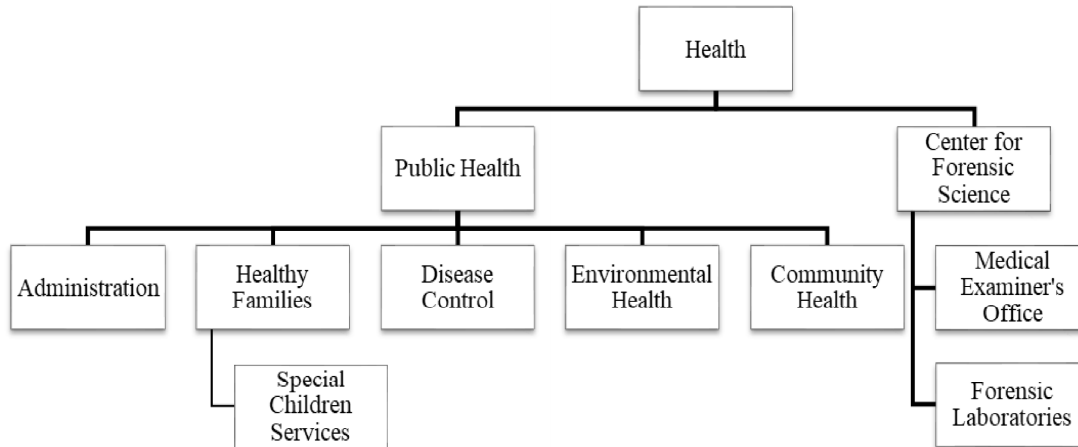 Health
Public Health
Center for
Forensic
Science
Administration
Healthy
Families
Disease
Control
Environmental
Health
Community
Health
Medical
Examiner's
Office
Special
Children
Services
Forensic
Laboratories